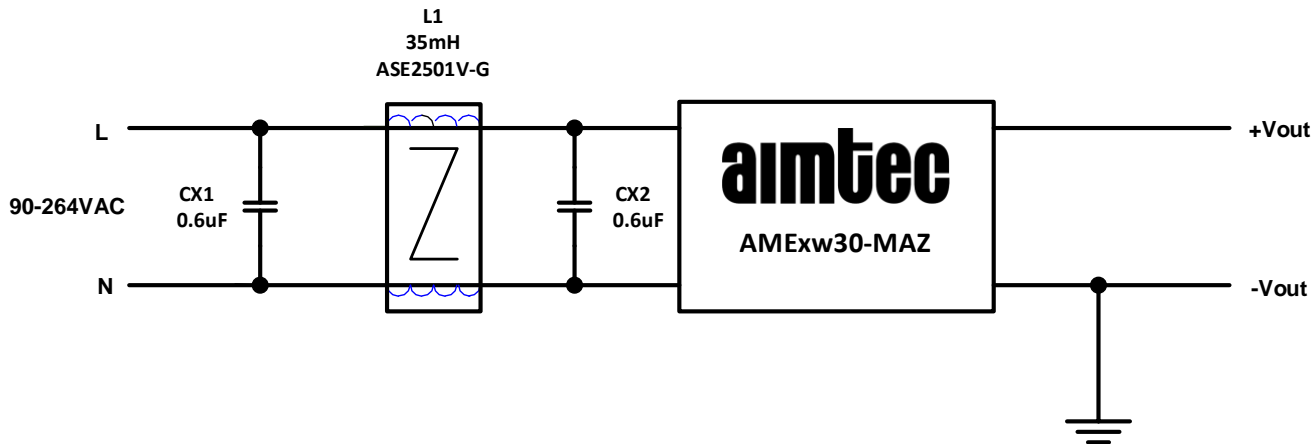 L1
35mH
ASE2501V-G
L
+Vout
aimtec
CX1
0.6uF
CX2
0.6uF
90-264VAC
AMExw30-MAZ
N
-Vout